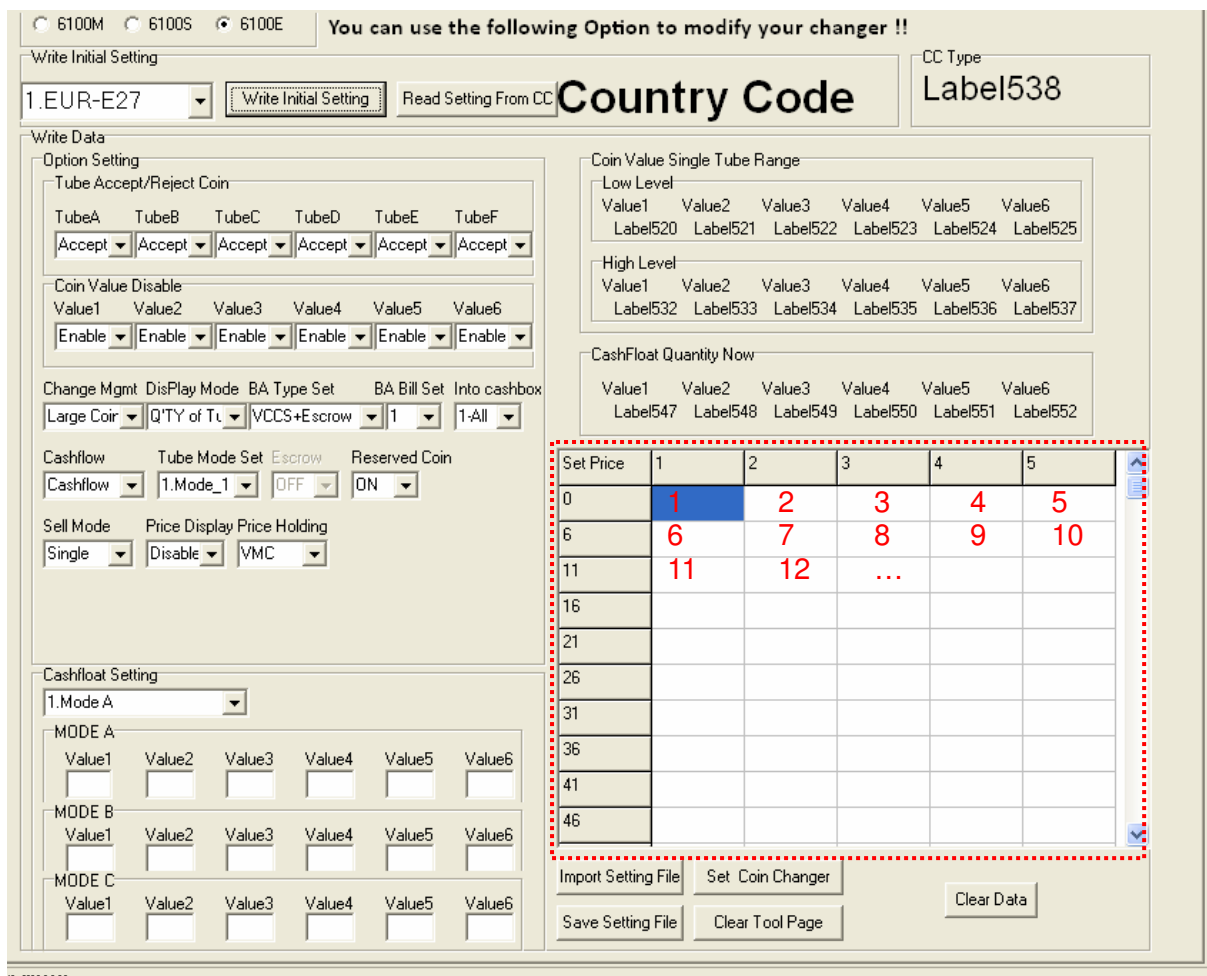 6100M 6100S 6100E You can use the following Option to modify your changer !!
Write Initial Setting
CC Type
1.EUR-E27 Write Initial Setting Read Setting From CC Country Code Label538
Write Data
Option Setting
Tube Accept/Reject Coin
TubeA TubeB TubeC TubeD TubeE TubeF
Accept Accept Accept Accept Accept Accept
Coin Value Disable
Value1 Value2 Value3 Value4 Value5 Value6
Enable Enable Enable Enable Enable Enable
Change Mgmt DisPlay Mode BA Type Set BA Bill Set Into cashbox
Large Coir Q'TY of Tu VCCS+Escrow 1 1-All
Cashflow Tube Mode Set Escrow Reserved Coin
Cashflow 1.Mode_1 OFF ON
Sell Mode Price Display Price Holding
Single Disable VMC
Coin Value Single Tube Range
Low Level
Value1 Value2 Value3 Value4 Value5 Value6
Label520 Label521 Label522 Label523 Label524 Label525
High Level
Value1 Value2 Value3 Value4 Value5 Value6
Label532 Label533 Label534 Label535 Label536 Label537
CashFloat Quantity Now
Value1 Value2 Value3 Value4 Value5 Value6
Label547 Label548 Label549 Label550 Label551 Label552
Set Price 1 2 3 4 5
0 1 2 3 4 5
6 6 7 8 9 10
11 11 12 ...
16
21
26
31
36
41
46
Cashfloat Setting
1.Mode A
MODE A
Value1 Value2 Value3 Value4 Value5 Value6
MODE B
Value1 Value2 Value3 Value4 Value5 Value6
MODE C
Value1 Value2 Value3 Value4 Value5 Value6
Import Setting File Set Coin Changer
Clear Data
Save Setting File Clear Tool Page